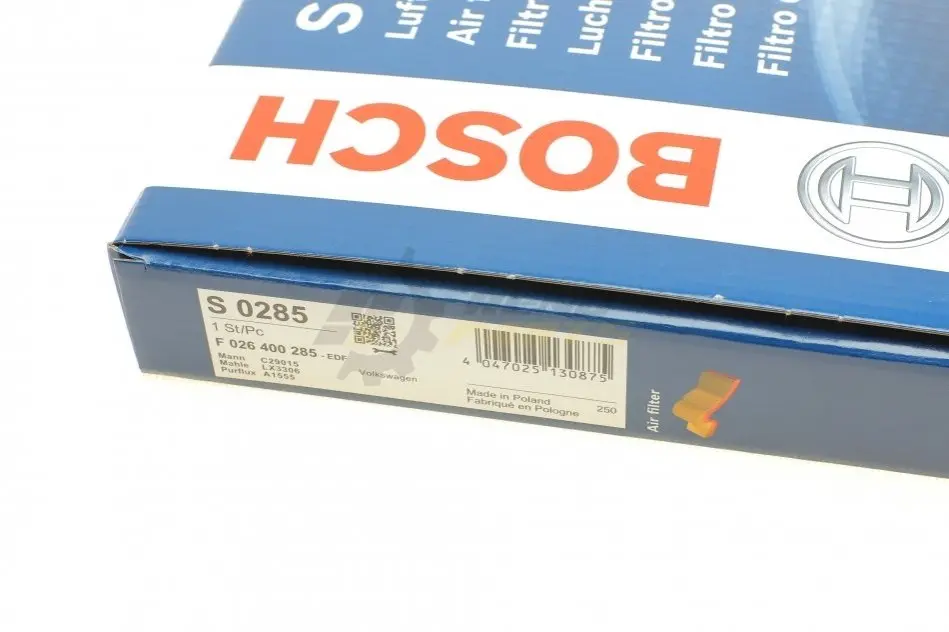 S
Luf
Air f
Filtr
Luch
Filtro
Filtro
Filtro
BOSCH
S 0285
1 St/Pc
F 026 400 285 - EDF
Mann C29015
Mahle LX3306
Purflux A1555
Volkswagen
4 047025 130875
Made in Poland
Fabriqué en Pologne
250
Air filter